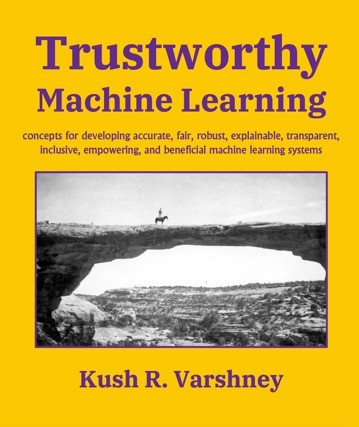 Trustworthy
Machine Learning
concepts for developing accurate, fair, robust, explainable, transparent,
inclusive, empowering, and beneficial machine learning systems
Kush R. Varshney